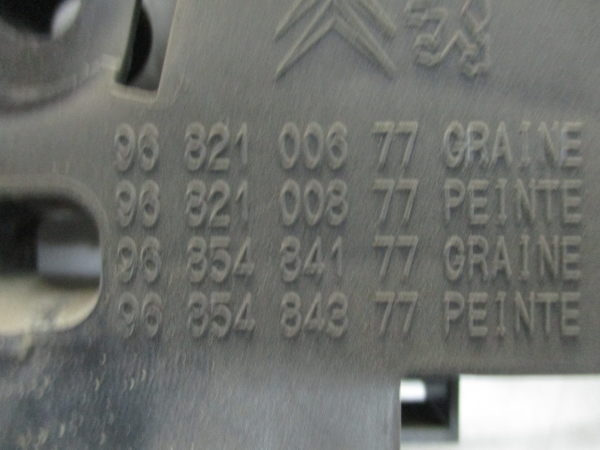 96 821 006 77 GRAINE
96 821 008 77 PEINTE
96 854 841 77 GRAINE
96 854 843 77 PEINTE